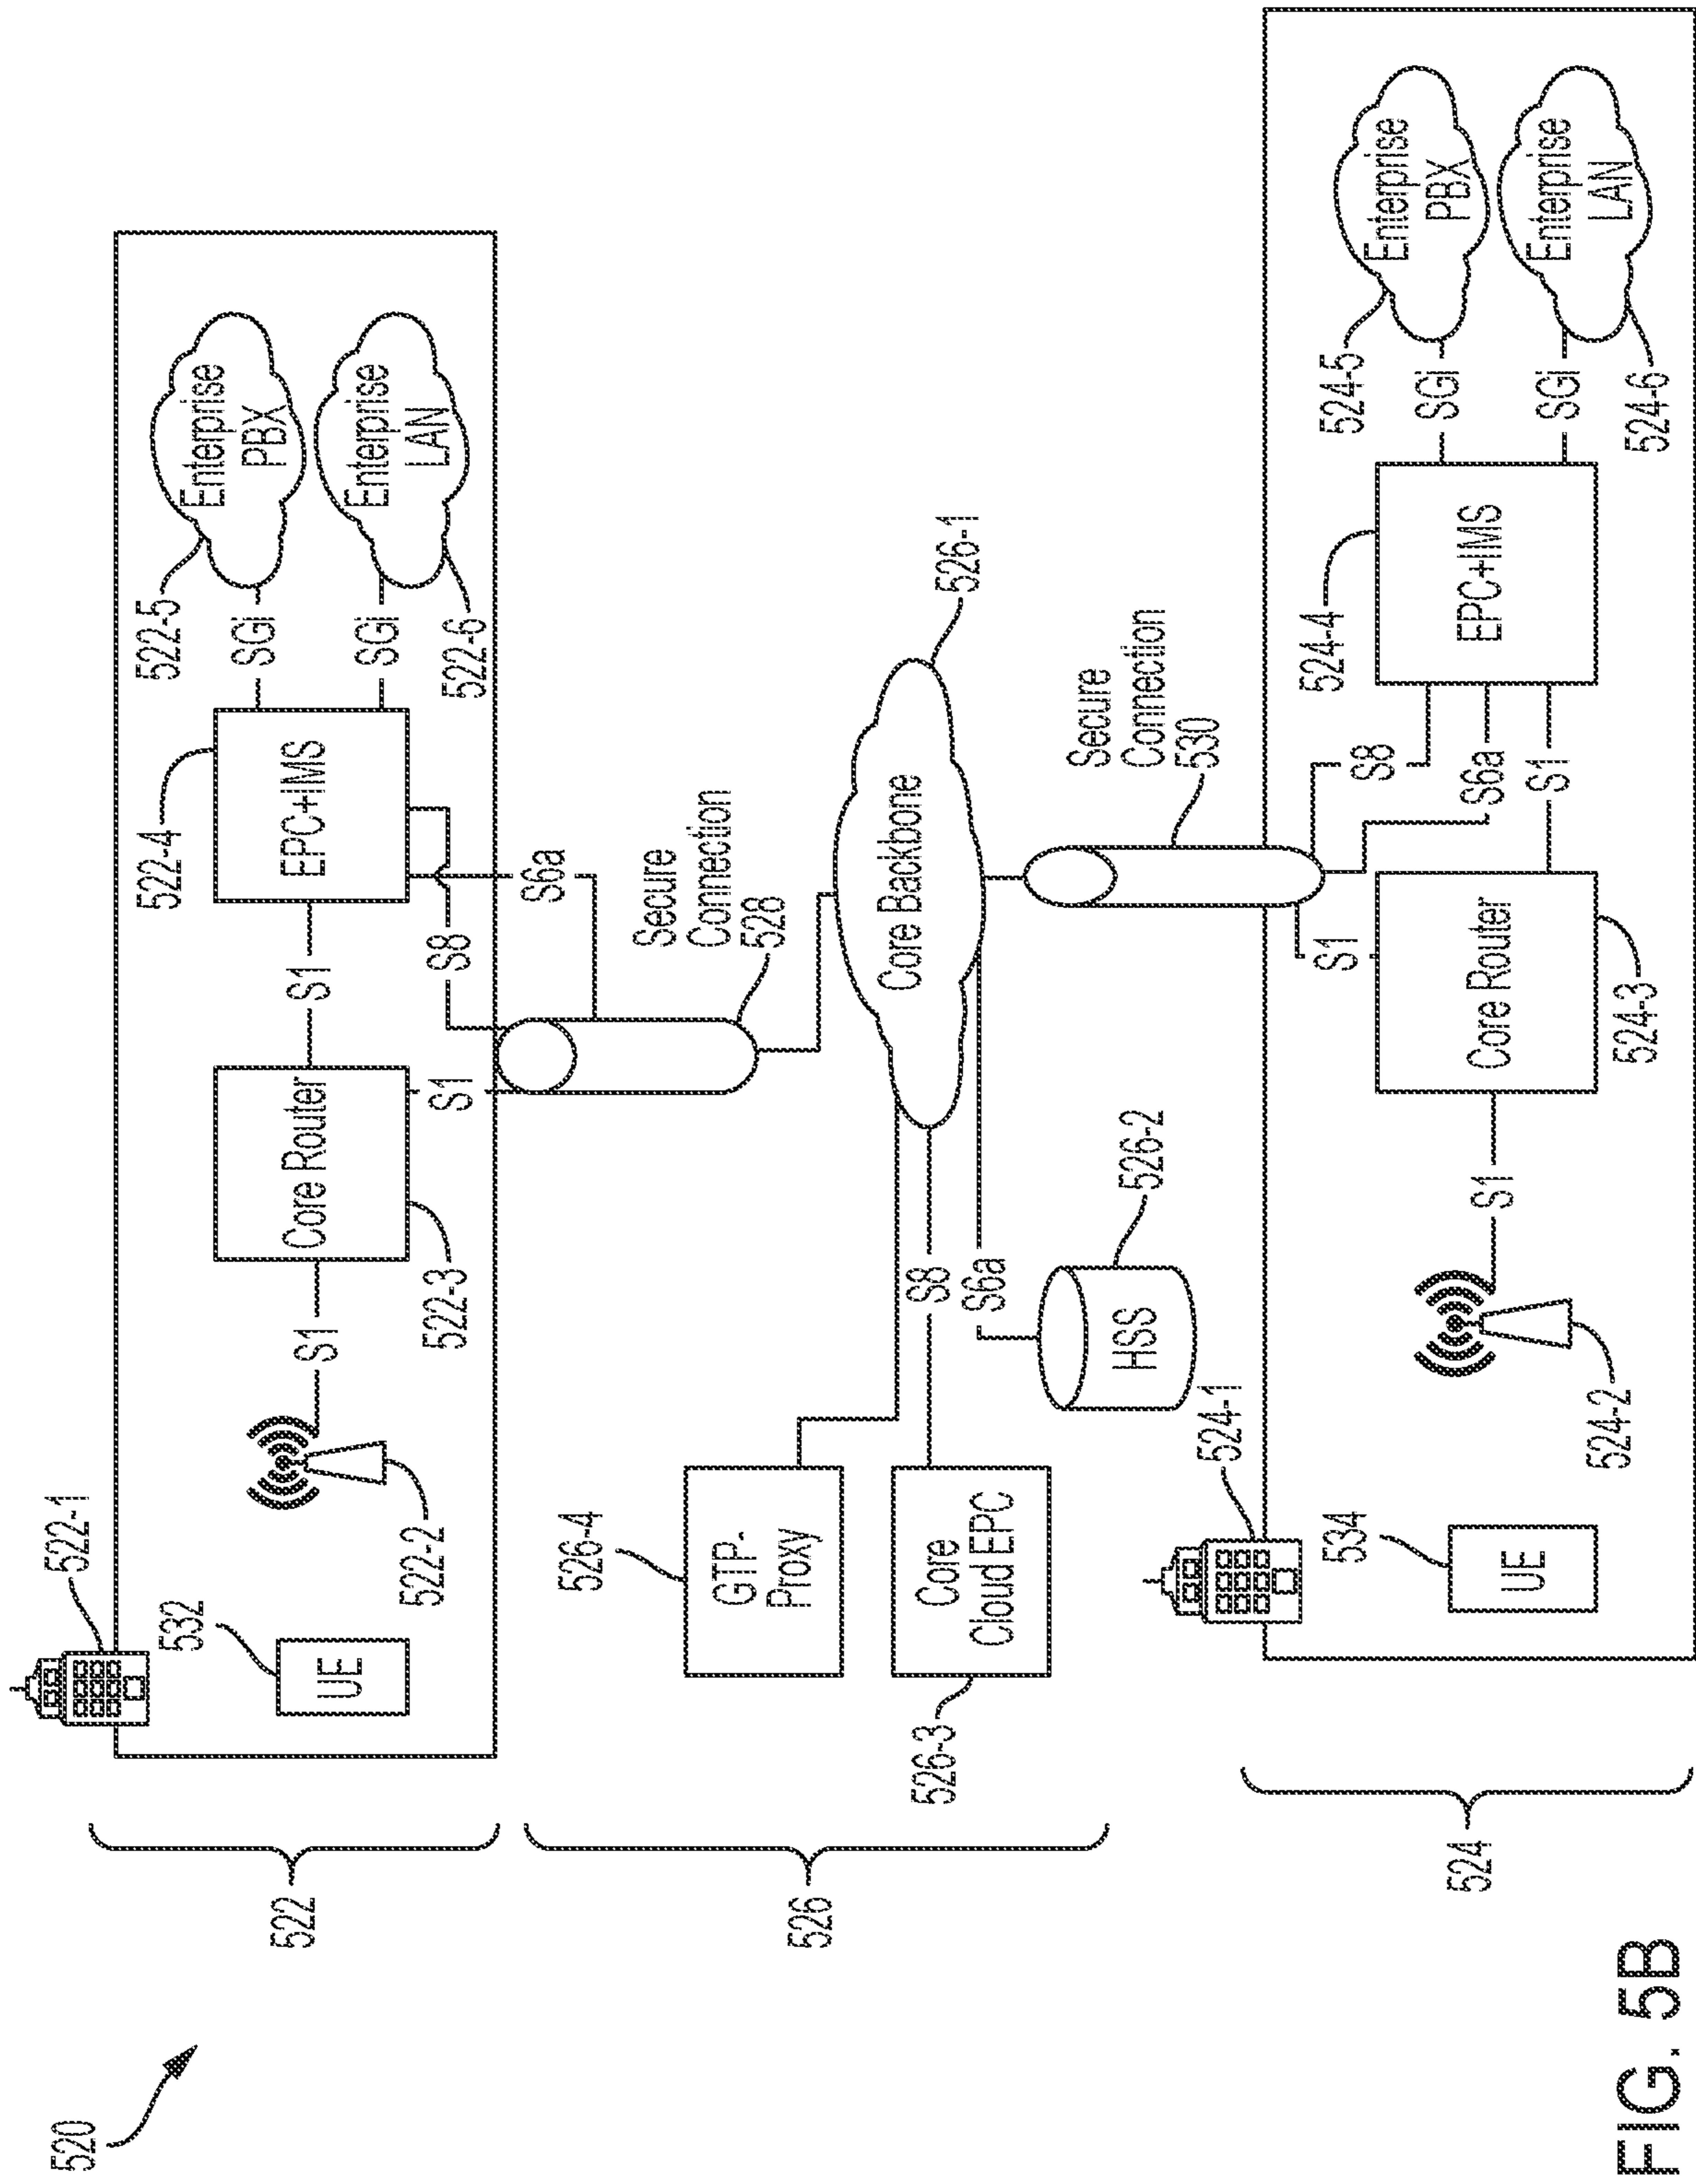 520
522
522-1
532
UE
522-2
S1
522-3
Core Router
S1
S1
522-4
EPC+IMS
S8
S6a
SGi
SGi
522-5
Enterprise
PBX
522-6
Enterprise
LAN
Secure
Connection
528
526
526-4
GTP-
Proxy
526-3
Core
Cloud EPC
S8
S6a
HSS
526-2
Core Backbone
526-1
Secure
Connection
530
524
524-1
534
UE
524-2
S1
524-3
Core Router
S1
S8
S6a
S1
524-4
EPC+IMS
SGi
SGi
524-5
Enterprise
PBX
524-6
Enterprise
LAN
FIG. 5B